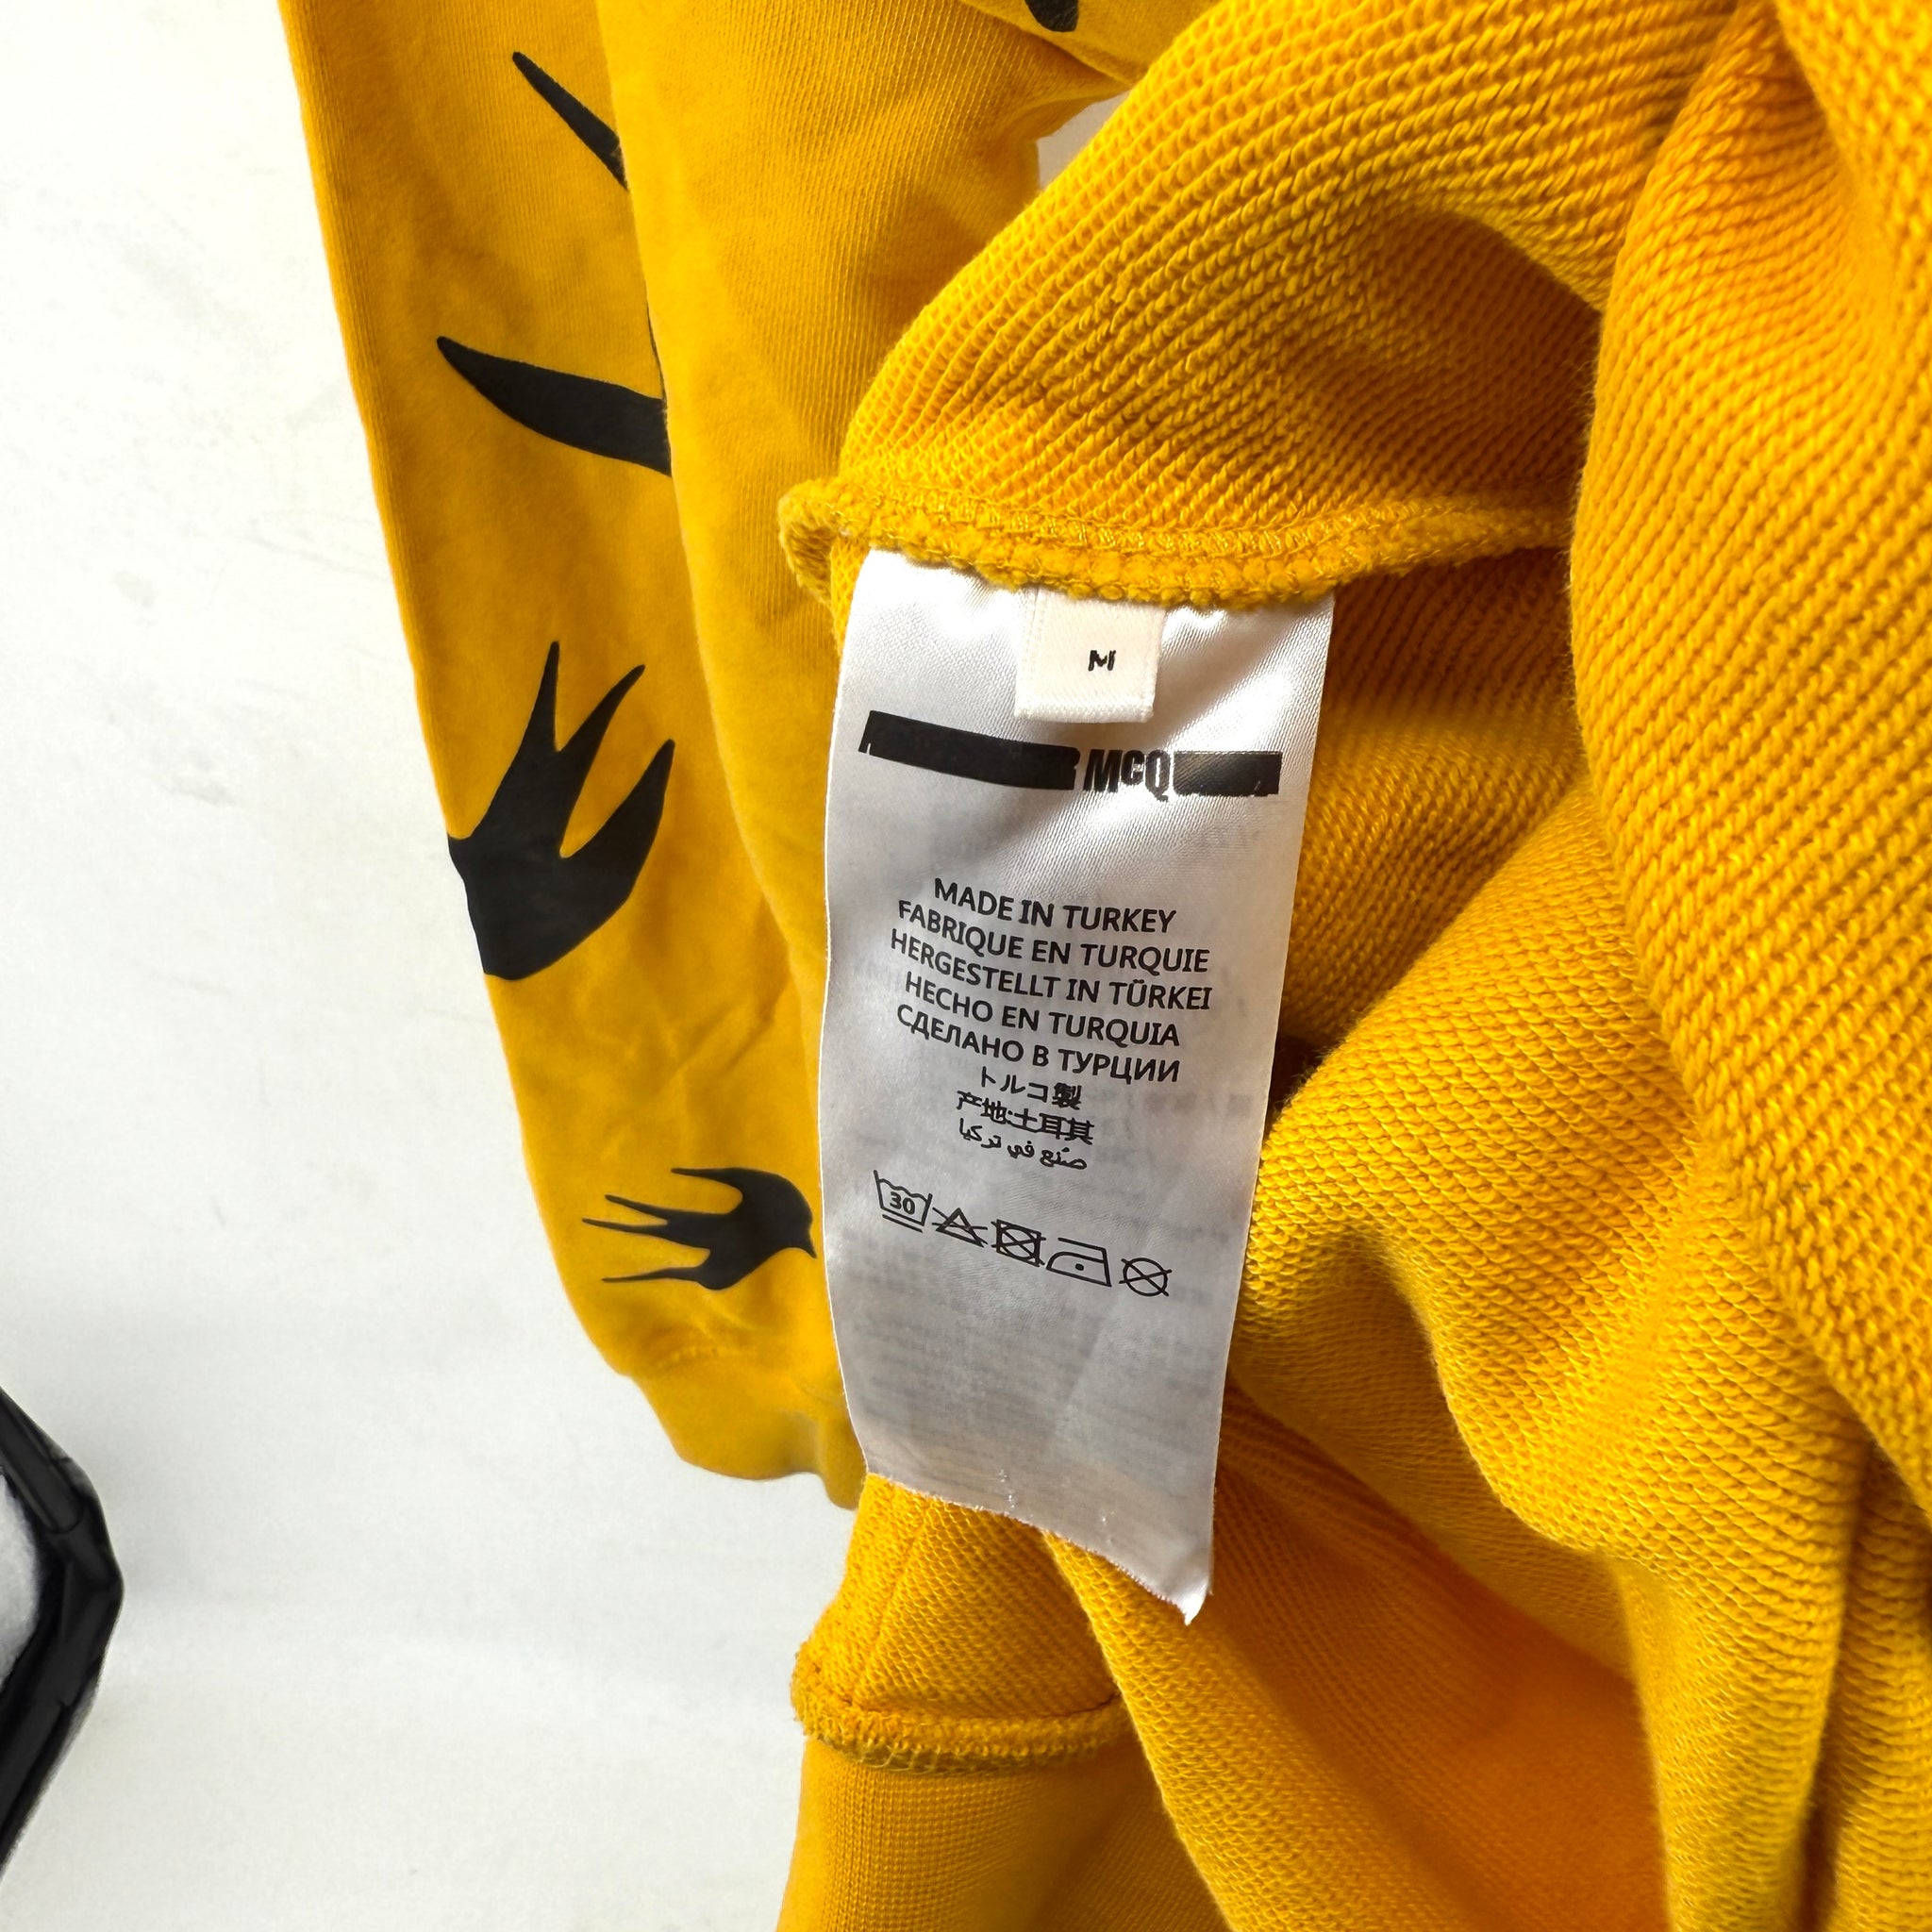 M
MCQ
MADE IN TURKEY
FABRIQUE EN TURQUIE
HERGESTELLT IN TÜRKEI
HECHO EN TURQUIA
СДЕЛАНО В ТУРЦИИ
トルコ製
产地:土耳其
صنع في تركيا
30